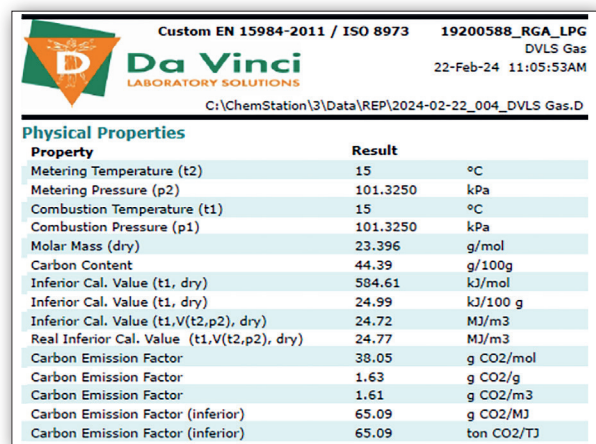 Custom EN 15984-2011 / ISO 8973 19200588_RGA_LPG
DVLS Gas
22-Feb-24 11:05:53AM
D
Da Vinci
LABORATORY SOLUTIONS
C:\ChemStation\3\Data\REP\2024-02-22_004_DVLS Gas.D
Physical Properties
Property Result
Metering Temperature (t2) 15 ºC
Metering Pressure (p2) 101.3250 kPa
Combustion Temperature (t1) 15 ºC
Combustion Pressure (p1) 101.3250 kPa
Molar Mass (dry) 23.396 g/mol
Carbon Content 44.39 g/100g
Inferior Cal. Value (t1, dry) 584.61 kJ/mol
Inferior Cal. Value (t1, dry) 24.99 kJ/100 g
Inferior Cal. Value (t1,V(t2,p2), dry) 24.72 MJ/m3
Real Inferior Cal. Value (t1,V(t2,p2), dry) 24.77 MJ/m3
Carbon Emission Factor 38.05 g CO2/mol
Carbon Emission Factor 1.63 g CO2/g
Carbon Emission Factor 1.61 g CO2/m3
Carbon Emission Factor (inferior) 65.09 g CO2/MJ
Carbon Emission Factor (inferior) 65.09 ton CO2/TJ